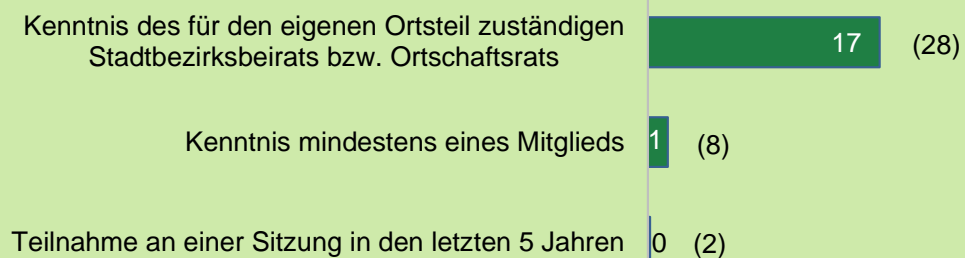 Kenntnis des für den eigenen Ortsteil zuständigen
Stadtbezirksbeirats bzw. Ortschaftsrats
17 (28)
Kenntnis mindestens eines Mitglieds 1 (8)
Teilnahme an einer Sitzung in den letzten 5 Jahren 0 (2)